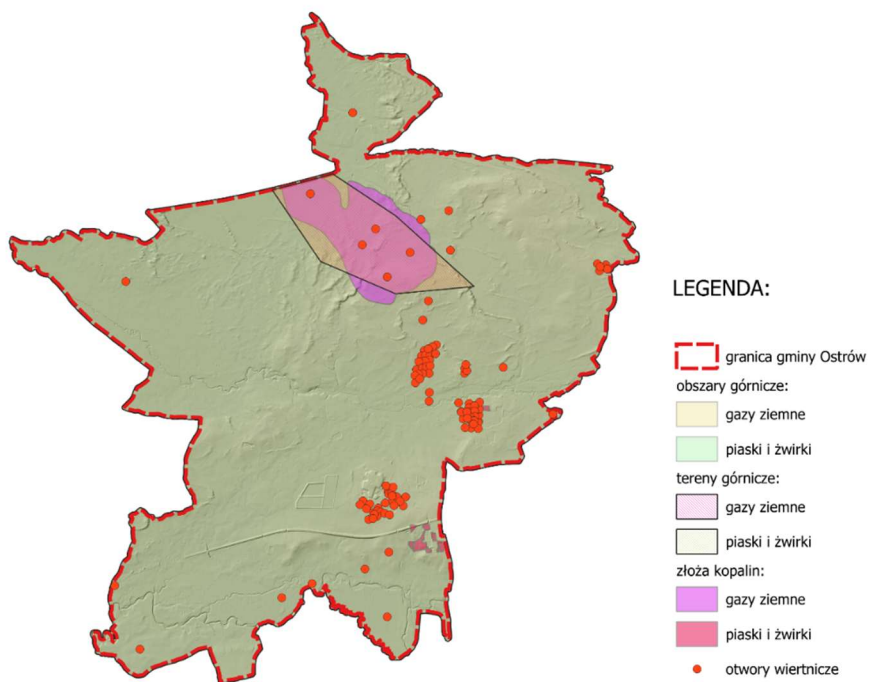 LEGENDA:
granica gminy Ostrów
obszary górnicze:
gazy ziemne
piaski i żwirki
tereny górnicze:
gazy ziemne
piaski i żwirki
złoża kopalin:
gazy ziemne
piaski i żwirki
otwory wiertnicze